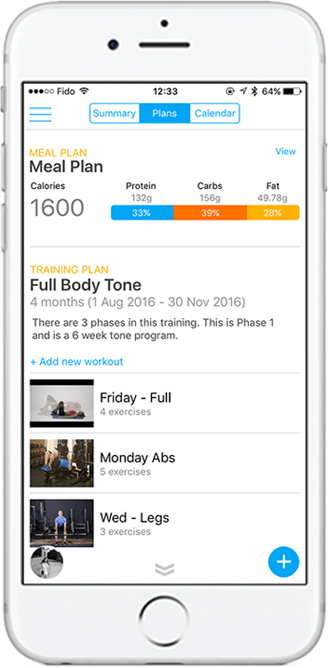 Fido 12:33 64%
Summary Plans Calendar
MEAL PLAN View
Meal Plan
Calories Protein Carbs Fat
1600 132g 156g 49.78g
33% 39% 28%
TRAINING PLAN
Full Body Tone
4 months (1 Aug 2016 - 30 Nov 2016)
There are 3 phases in this training. This is Phase 1
and is a 6 week tone program.
+ Add new workout
Friday - Full
4 exercises
Monday Abs
5 exercises
Wed - Legs
3 exercises